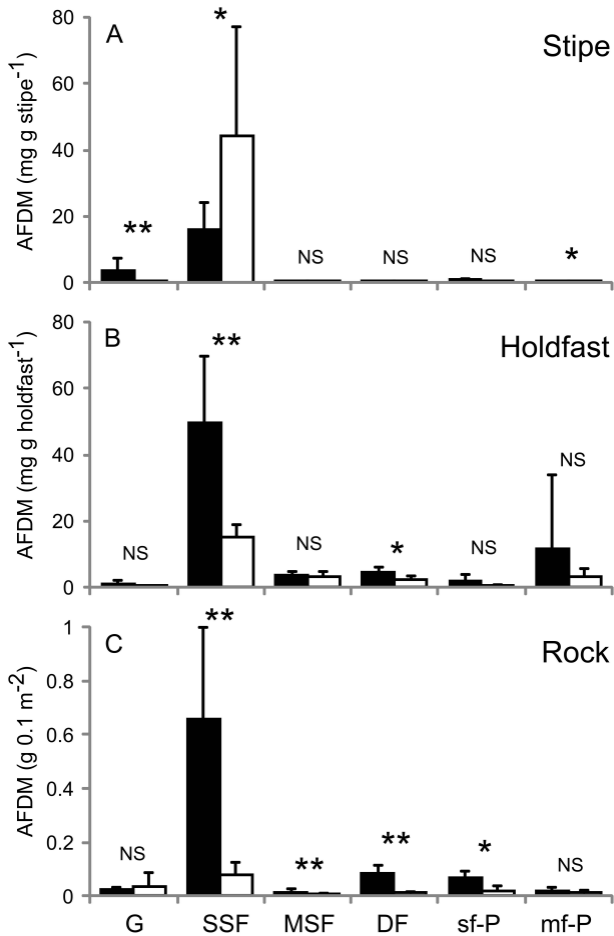 A
Stipe
AFDM (mg g stipe-1)
80
60
40
20
0
**
*
NS
NS
NS
*
B
Holdfast
AFDM (mg g holdfast-1)
80
60
40
20
0
NS
**
NS
*
NS
NS
C
Rock
AFDM (g 0.1 m-2)
1
0.8
0.6
0.4
0.2
0
NS
**
**
**
*
NS
G SSF MSF DF sf-P mf-P